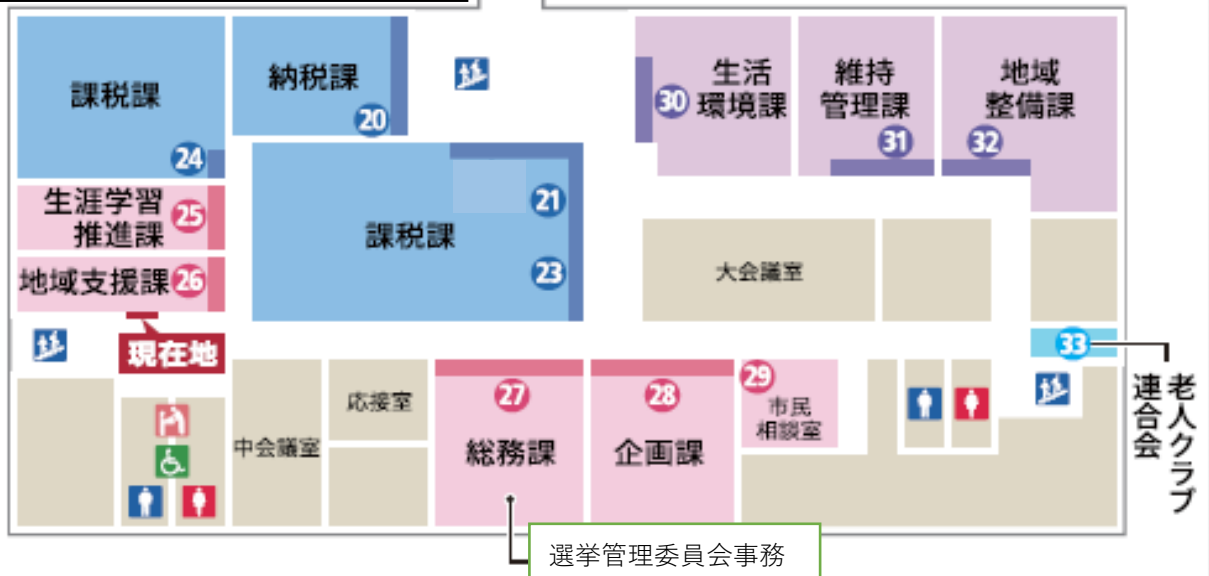 課税課
24
納税課
20
生活
環境課
30
維持
管理課
31
地域
整備課
32
生涯学習
推進課
25
地域支援課
26
課税課
21
23
大会議室
現在地
33
老人クラブ
連合会
中会議室
応接室
27
総務課
28
企画課
29
市民
相談室
選挙管理委員会事務